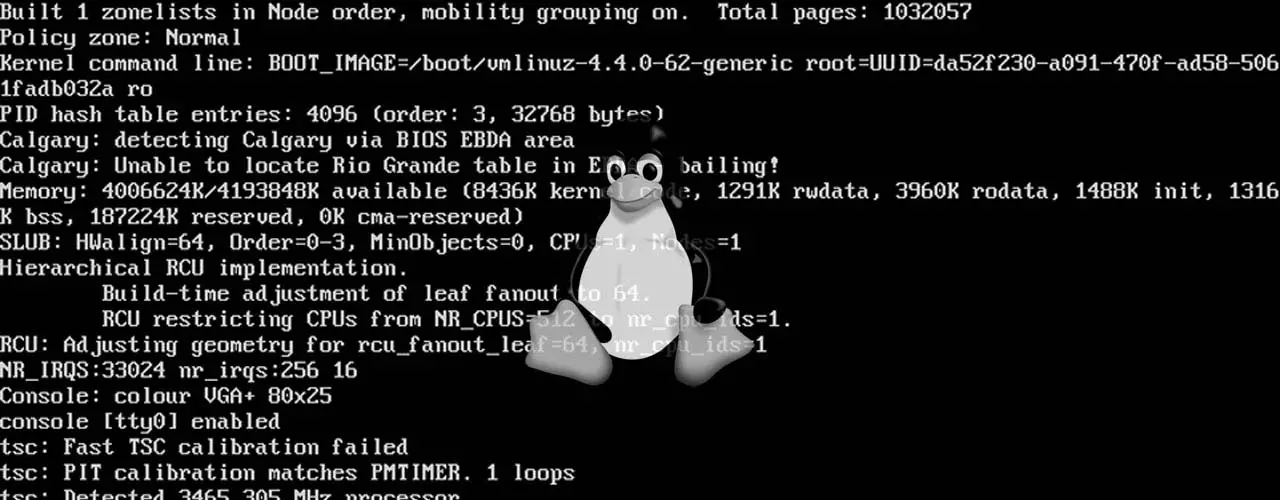 Built 1 zonelists in Node order, mobility grouping on.  Total pages: 1032057
Policy zone: Normal
Kernel command line: BOOT_IMAGE=/boot/vmlinuz-4.4.0-62-generic root=UUID=da52f230-a091-470f-ad58-506
1fadb032a ro
PID hash table entries: 4096 (order: 3, 32768 bytes)
Calgary: detecting Calgary via BIOS EBDA area
Calgary: Unable to locate Rio Grande table in bailing!
Memory: 4006624K/4193848K available (8436K kernel code, 1291K rwdata, 3960K rodata, 1488K init, 1316
K bss, 187224K reserved, 0K cma-reserved)
SLUB: HWalign=64, Order=0-3, MinObjects=0, CPUs=1, Nodes=1
Hierarchical RCU implementation.
        Build-time adjustment of leaf fanout to 64.
        RCU restricting CPUs from NR_CPUS=512 to nr_cpu_ids=1.
RCU: Adjusting geometry for rcu_fanout_leaf=64, nr_cpu_ids=1
NR_IRQS:33024 nr_irqs:256 16
Console: colour VGA+ 80x25
console [tty0] enabled
tsc: Fast TSC calibration failed
tsc: PIT calibration matches PMTIMER. 1 loops
tsc: Detected 3465.305 MHz processor